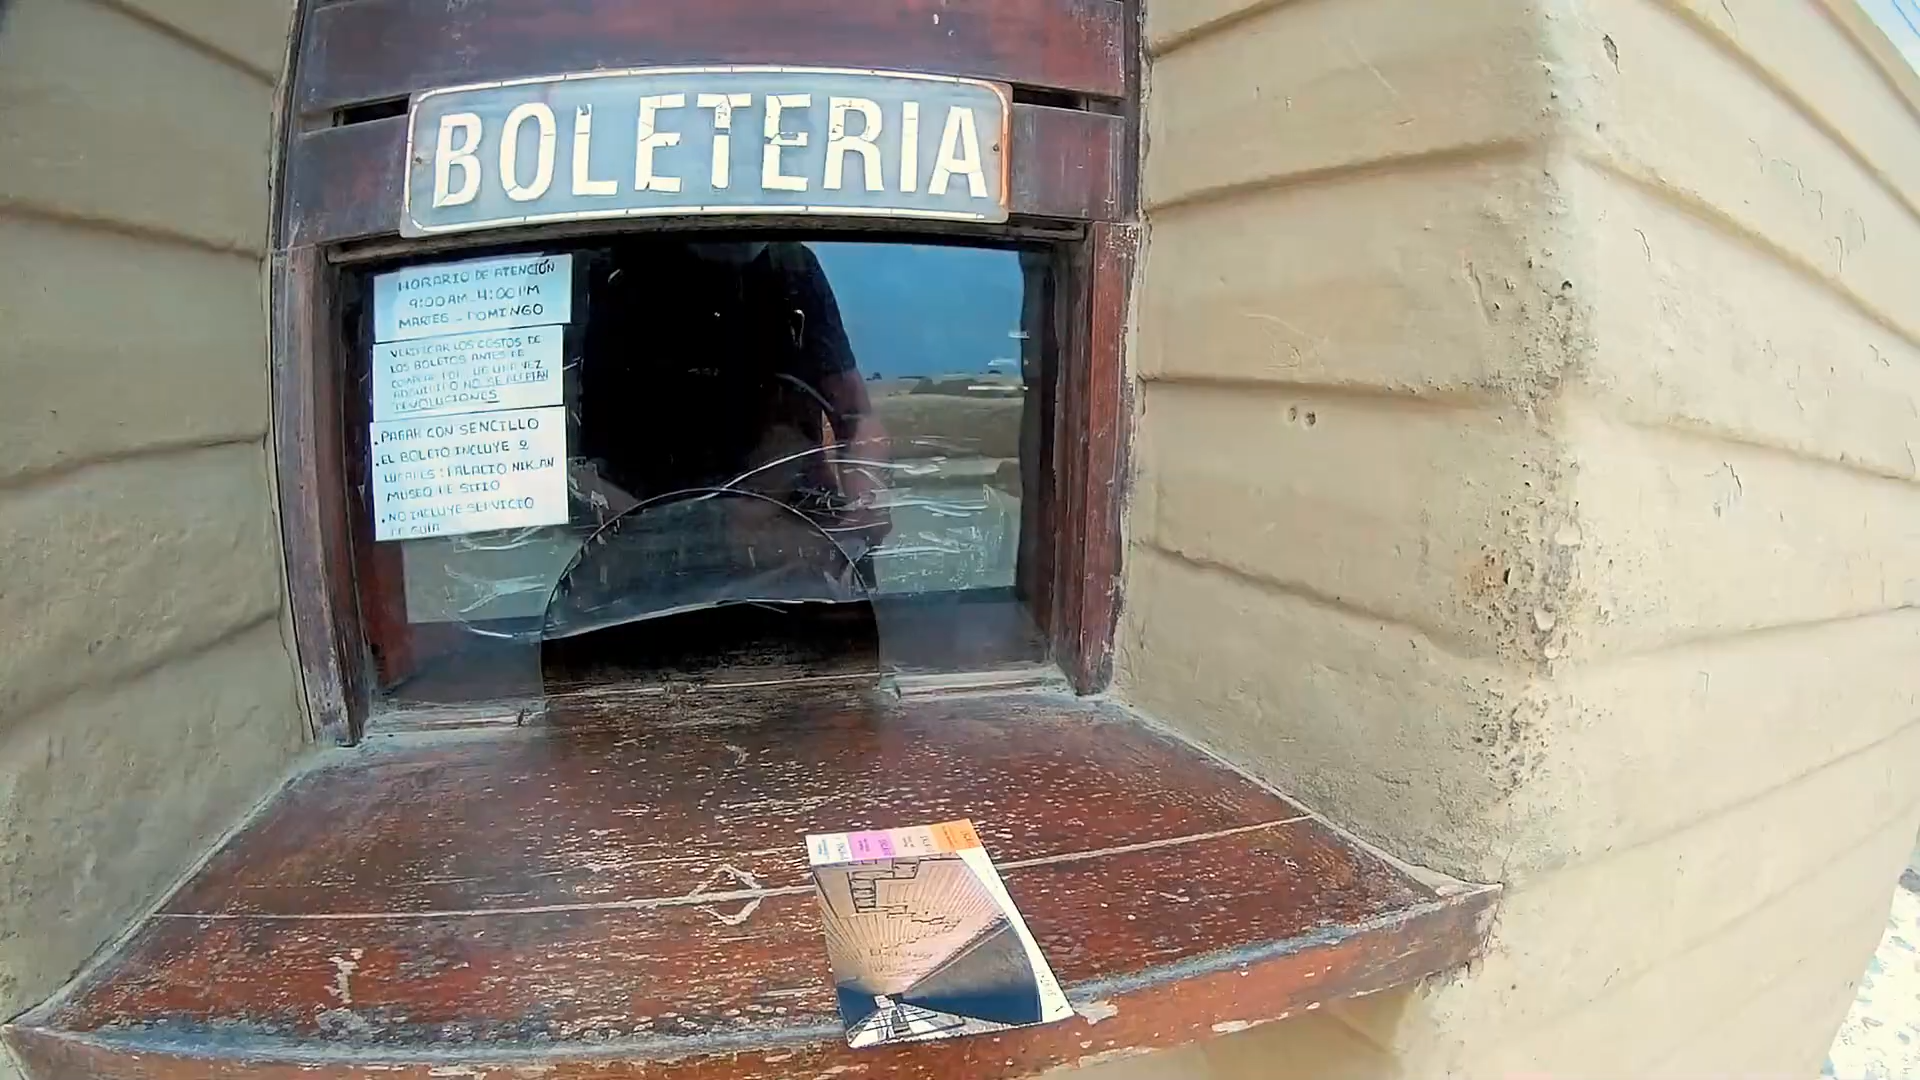 BOLETERIA
HORARIO DE ATENCIÓN
9:00 AM - 4:00 PM
MARTES - DOMINGO
VERIFICAR LOS COSTOS DE
LOS BOLETOS ANTES DE
UNA VEZ
NO SE ACEPTAN
DEVOLUCIONES
. PAGAR CON SENCILLO
. EL BOLETO INCLUYE 2
LUGARES: PALACIO NIK AN
MUSEO DE SITIO
. NO INCLUYE SERVICIO
DE GUIA